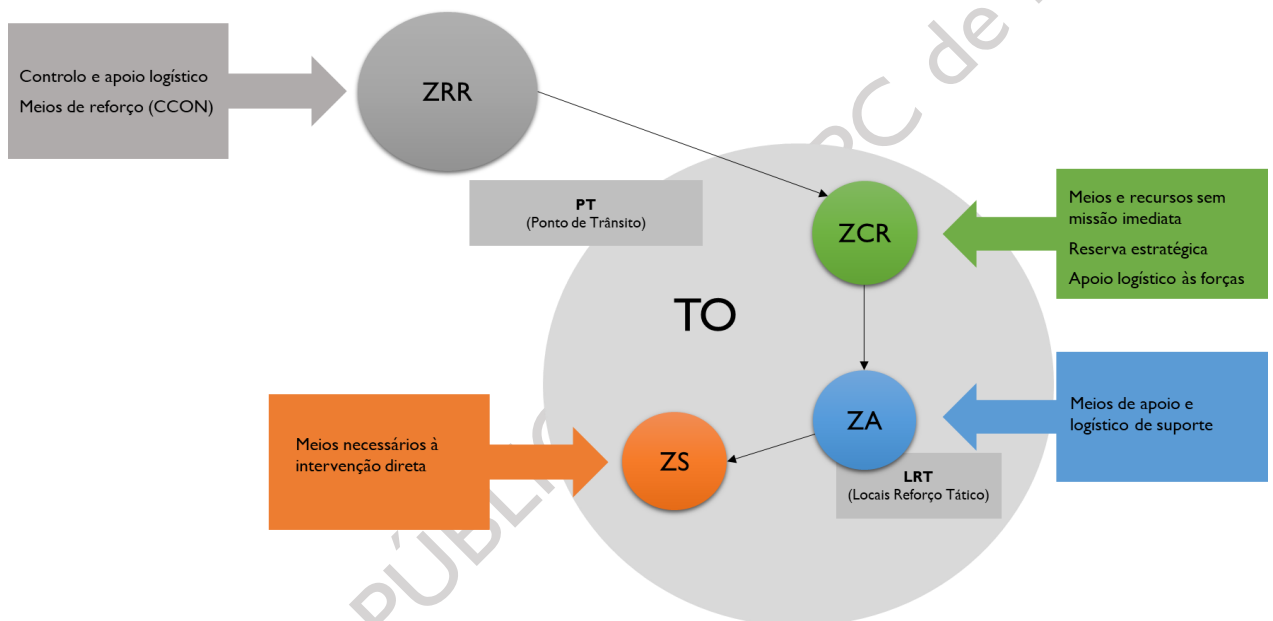 Controlo e apoio logístico
Meios de reforço (CCON)
ZRR
PT
(Ponto de Trânsito)
ZCR
Meios e recursos sem
missão imediata
Reserva estratégica
Apoio logístico às forças
TO
Meios necessários à
intervenção direta
ZS
ZA
Meios de apoio e
logístico de suporte
LRT
(Locais Reforço Tático)
PC de